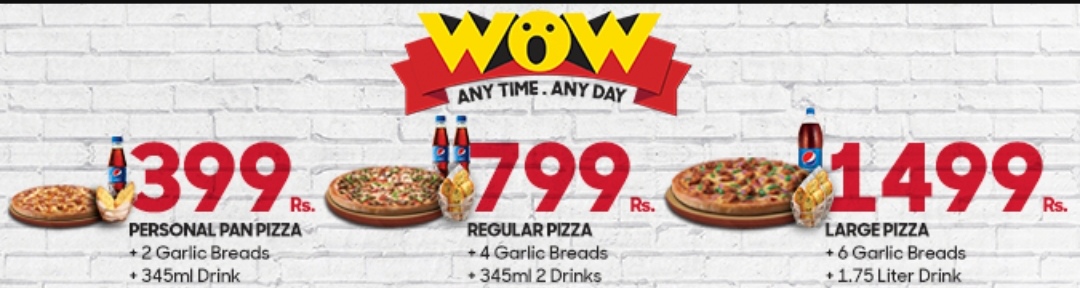 WOW
ANY TIME . ANY DAY
399 Rs.
PERSONAL PAN PIZZA
+ 2 Garlic Breads
+ 345ml Drink
799 Rs.
REGULAR PIZZA
+ 4 Garlic Breads
+ 345ml 2 Drinks
1499 Rs.
LARGE PIZZA
+ 6 Garlic Breads
+ 1.75 Liter Drink